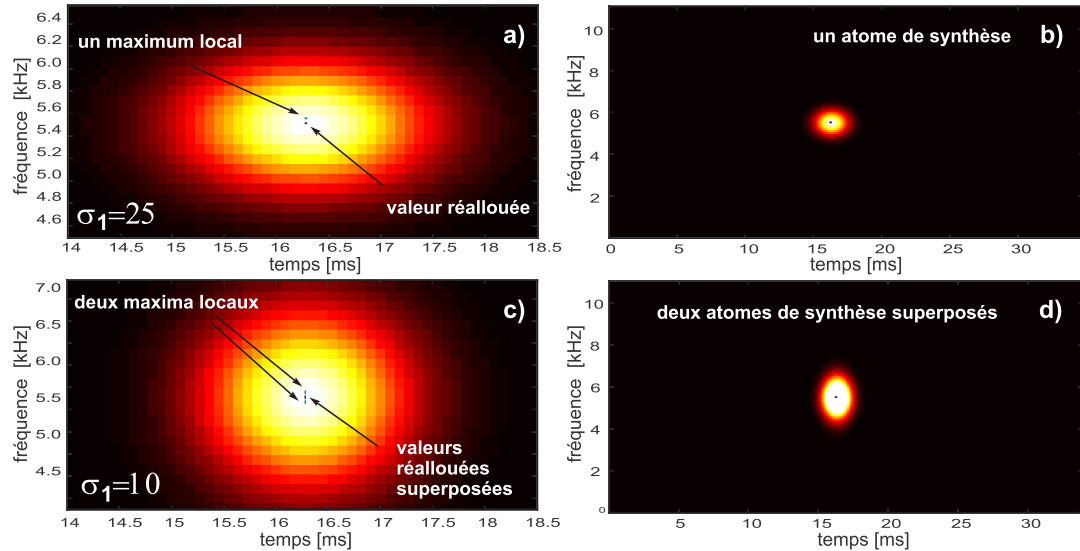 a)
un maximum local
valeur réallouée
σ1=25
fréquence [kHz]
6.4
6.2
6.0
5.8
5.6
5.4
5.2
5.0
4.8
4.6
14
15
15.5
16
16.5
17
17.5
18
18.5
temps [ms]
b)
un atome de synthèse
fréquence [kHz]
10
8
6
4
2
0
5
10
15
20
25
30
temps [ms]
c)
deux maxima locaux
valeurs
réallouées
superposées
σ1=10
fréquence [kHz]
7.0
6.5
6.0
5.5
5.0
4.5
14
15
15.5
16
16.5
17
17.5
18
18.5
temps [ms]
d)
deux atomes de synthèse superposés
fréquence [kHz]
10
8
6
4
2
0
5
10
15
20
25
30
temps [ms]